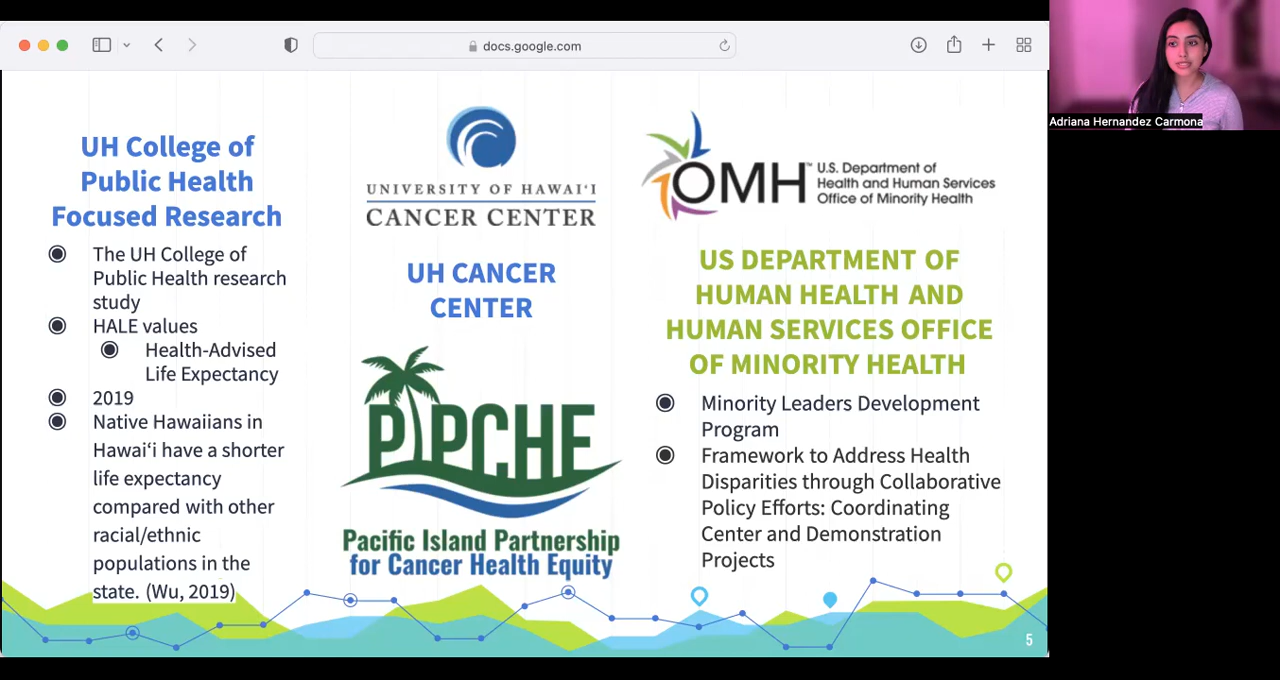 docs.google.com
Adriana Hernandez Carmona
UH College of
Public Health
Focused Research
The UH College of
Public Health research
study
HALE values
Health-Advised
Life Expectancy
2019
Native Hawaiians in
Hawaiʻi have a shorter
life expectancy
compared with other
racial/ethnic
populations in the
state. (Wu, 2019)
UNIVERSITY OF HAWAIʻI
CANCER CENTER
UH CANCER
CENTER
PIPCHE
Pacific Island Partnership
for Cancer Health Equity
OMH™
U.S. Department of
Health and Human Services
Office of Minority Health
US DEPARTMENT OF
HUMAN HEALTH AND
HUMAN SERVICES OFFICE
OF MINORITY HEALTH
Minority Leaders Development
Program
Framework to Address Health
Disparities through Collaborative
Policy Efforts: Coordinating
Center and Demonstration
Projects
5